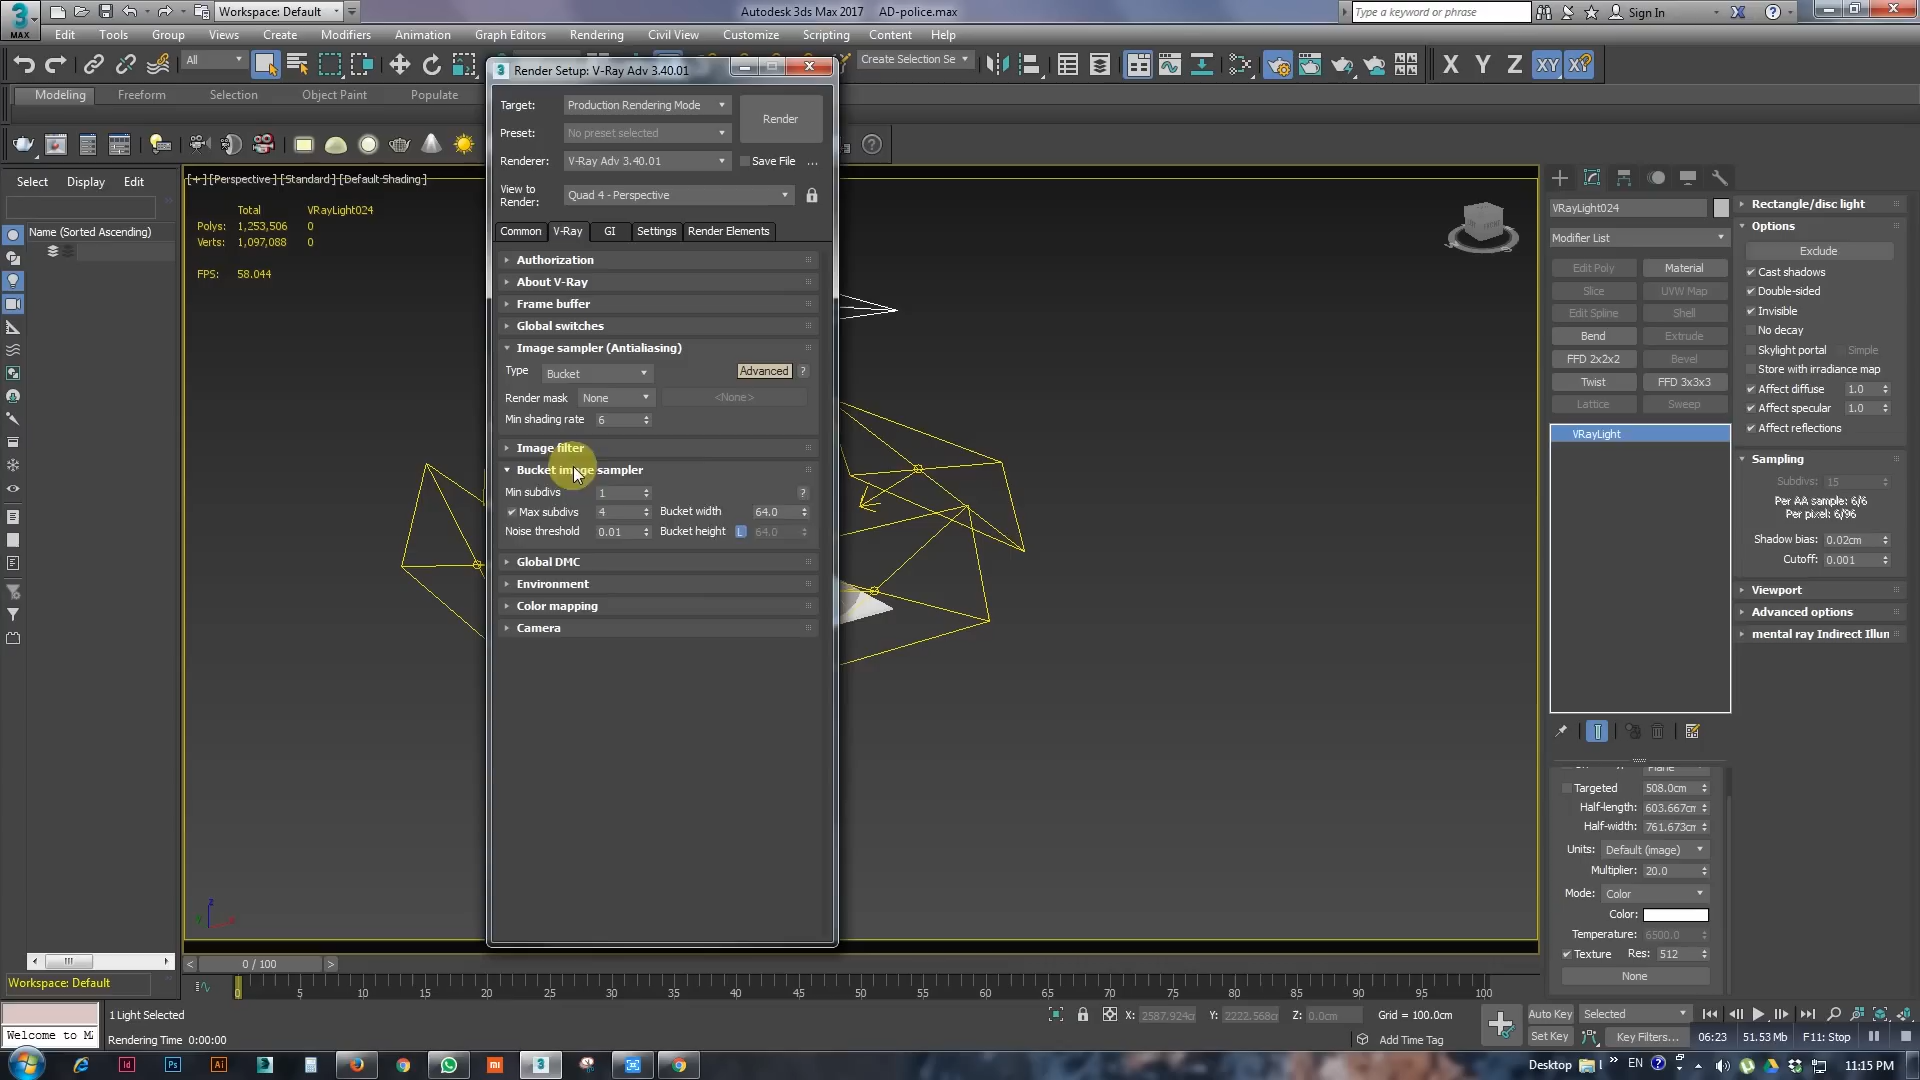 Workspace: Default
Autodesk 3ds Max 2017 AD-police.max
Type a keyword or phrase
Sign In
MAX
Edit Tools Group Views Create Modifiers Animation Graph Editors Rendering Civil View Customize Scripting Content Help
All
Create Selection Se
X Y Z XY
Modeling Freeform Selection Object Paint Populate
Render Setup: V-Ray Adv 3.40.01
Target: Production Rendering Mode
Preset: No preset selected
Render
Renderer: V-Ray Adv 3.40.01
Save File ...
View to
Render:
Quad 4 - Perspective
Common V-Ray GI Settings Render Elements
Authorization
About V-Ray
Frame buffer
Global switches
Image sampler (Antialiasing)
Type Bucket Advanced ?
Render mask None <None>
Min shading rate 6
Image filter
Bucket image sampler
Min subdivs 1 ?
Max subdivs 4 Bucket width 64.0
Noise threshold 0.01 Bucket height L 64.0
Global DMC
Environment
Color mapping
Camera
Select Display Edit
Name (Sorted Ascending)
[+] [Perspective] [Standard] [Default Shading]
Total VRayLight024
Polys: 1,253,506 0
Verts: 1,097,088 0
FPS: 58.044
VRayLight024
Modifier List
Edit Poly Material
Slice UVW Map
Edit Spline Shell
Bend Extrude
FFD 2x2x2 Bevel
Twist FFD 3x3x3
Lattice Sweep
VRayLight
Rectangle/disc light
Options
Exclude
Cast shadows
Double-sided
Invisible
No decay
Skylight portal Simple
Store with irradiance map
Affect diffuse 1.0
Affect specular 1.0
Affect reflections
Sampling
Subdivs: 15
Per AA sample: 6/6
Per pixel: 6/96
Shadow bias: 0.02cm
Cutoff: 0.001
Viewport
Advanced options
mental ray Indirect Illum
Plane
Targeted 508.0cm
Half-length: 603.667cm
Half-width: 761.673cm
Units: Default (image)
Multiplier: 20.0
Mode: Color
Color:
Temperature: 6500.0
Texture Res: 512
None
z
0 / 100
Workspace: Default
0 5 10 15 20 25 30 35 40 45 50 55 60 65 70 75 80 85 90 95 100
1 Light Selected
Welcome to M
Rendering Time 0:00:00
X: 2587.924cr Y: 2222.568cr Z: 0.0cm Grid = 100.0cm
Add Time Tag
Auto Key Selected
Set Key Key Filters...
06:23 51.53 Mb F11: Stop
Id Ps Ai 3 mi 3
Desktop EN 11:15 PM